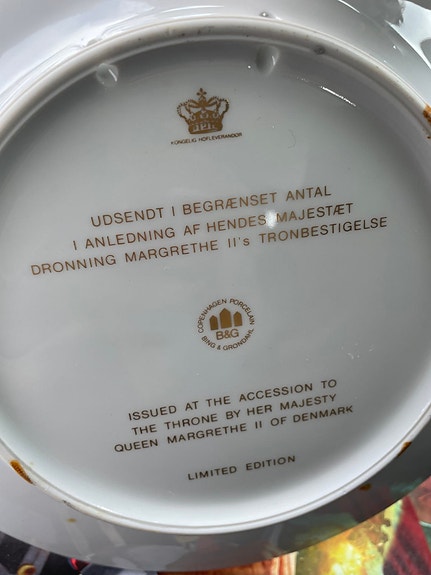 KONGELIG HOFLEVERANDØR
UDSENDT I BEGRÆNSET ANTAL
I ANLEDNING AF HENDES MAJESTÆT
DRONNING MARGRETHE II's TRONBESTIGELSE
COPENHAGEN PORCELAIN
B&G
BING & GRONDAHL
ISSUED AT THE ACCESSION TO
THE THRONE BY HER MAJESTY
QUEEN MARGRETHE II OF DENMARK
LIMITED EDITION